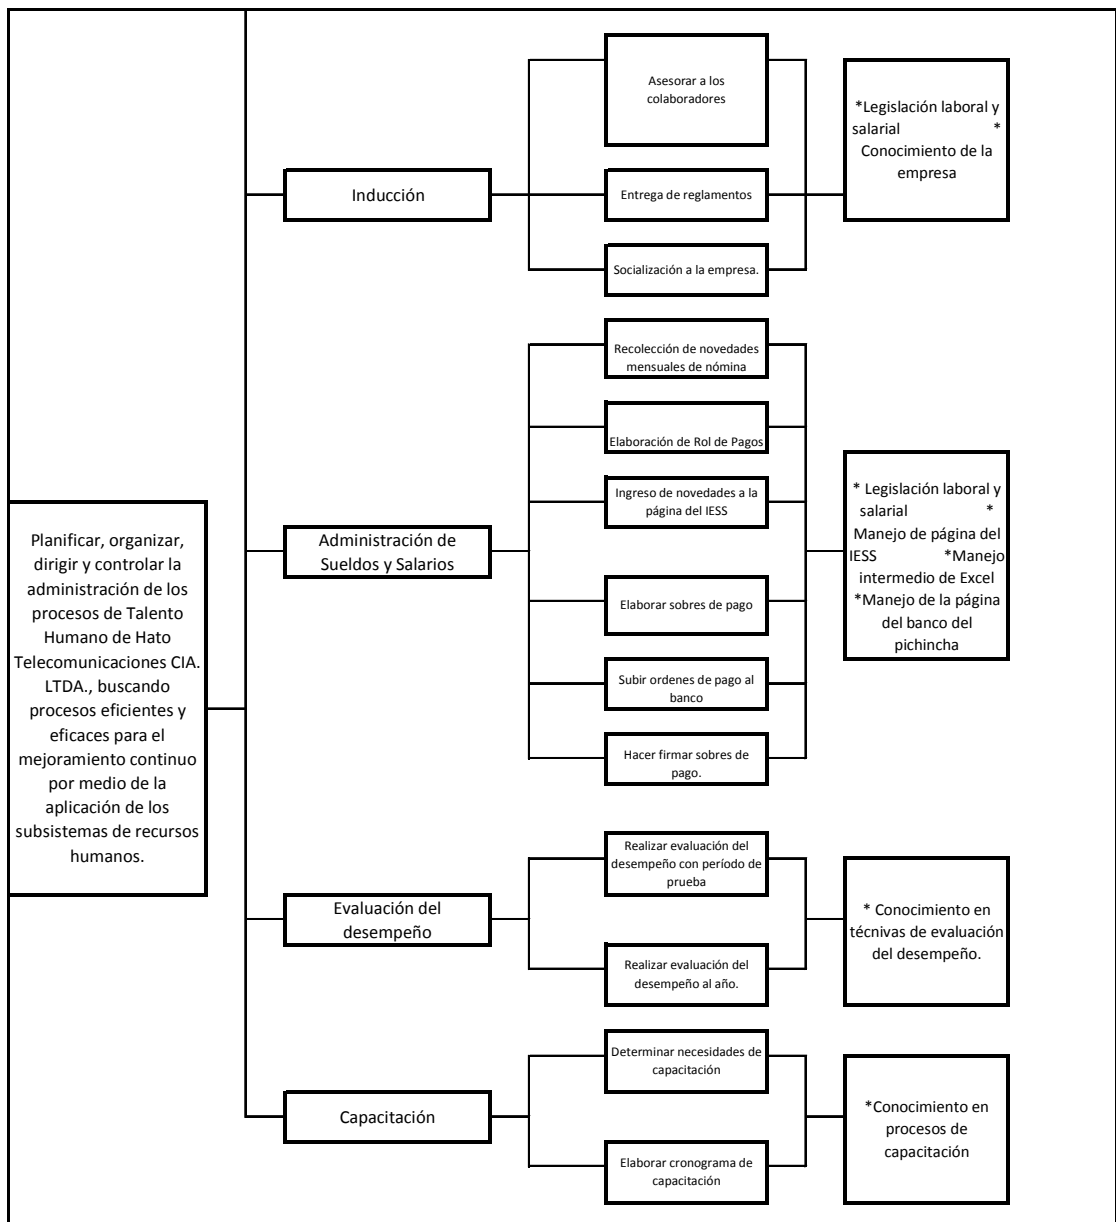 Planificar, organizar,
dirigir y controlar la
administración de los
procesos de Talento
Humano de Hato
Telecomunicaciones CIA.
LTDA., buscando
procesos eficientes y
eficaces para el
mejoramiento continuo
por medio de la
aplicación de los
subsistemas de recursos
humanos.
Inducción
Asesorar a los
colaboradores
Entrega de reglamentos
Socialización a la empresa.
*Legislación laboral y
salarial *
Conocimiento de la
empresa
Administración de
Sueldos y Salarios
Recolección de novedades
mensuales de nómina
Elaboración de Rol de Pagos
Ingreso de novedades a la
página del IESS
Elaborar sobres de pago
Subir ordenes de pago al
banco
Hacer firmar sobres de
pago.
* Legislación laboral y
salarial *
Manejo de página del
IESS *Manejo
intermedio de Excel
*Manejo de la página
del banco del
pichincha
Evaluación del
desempeño
Realizar evaluación del
desempeño con período de
prueba
Realizar evaluación del
desempeño al año.
* Conocimiento en
técnivas de evaluación
del desempeño.
Capacitación
Determinar necesidades de
capacitación
Elaborar cronograma de
capacitación
*Conocimiento en
procesos de
capacitación